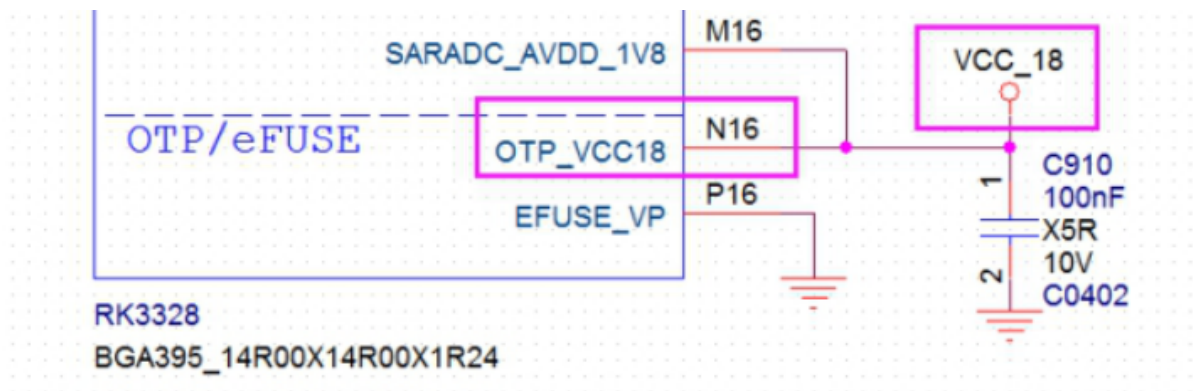 M16
SARADC_AVDD_1V8
VCC_18
OTP/eFUSE
N16
OTP_VCC18
P16
EFUSE_VP
1
C910
100nF
X5R
10V
2
C0402
RK3328
BGA395_14R00X14R00X1R24